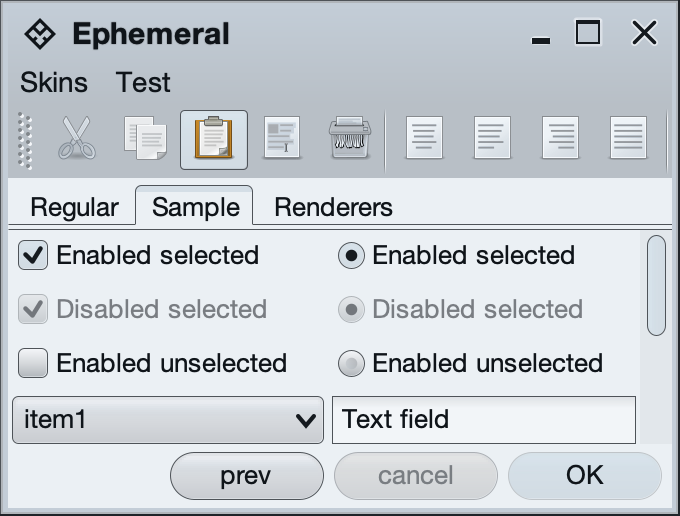 Ephemeral
Skins Test
Regular Sample Renderers
Enabled selected Enabled selected
Disabled selected Disabled selected
Enabled unselected Enabled unselected
item1 Text field
prev cancel OK